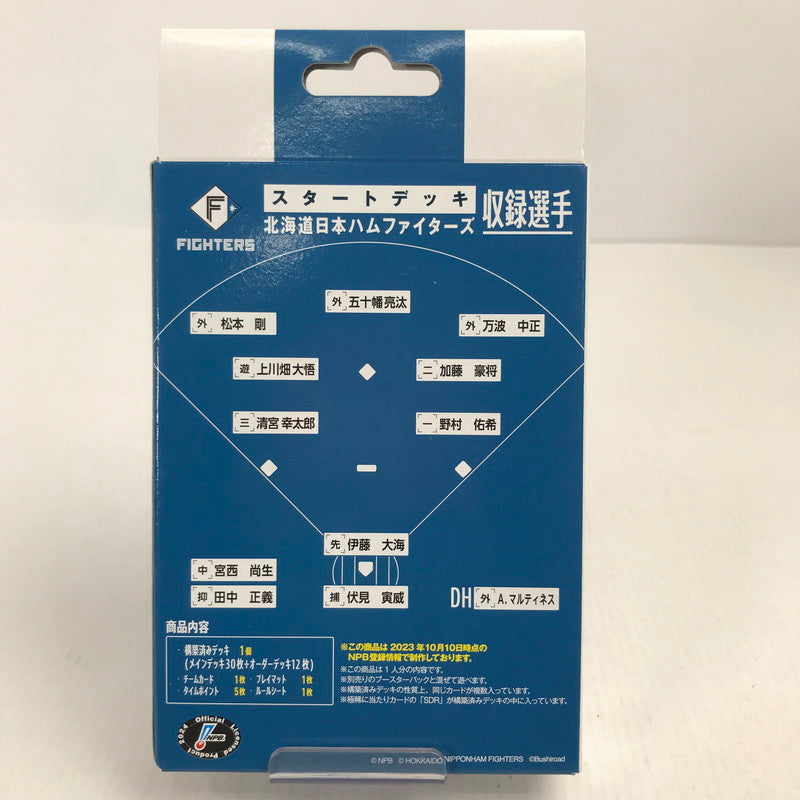 F
FIGHTERS
スタートデッキ
北海道日本ハムファイターズ
収録選手
外 五十幡亮汰
外 松本 剛
外 万波 中正
遊 上川畑大悟
二 加藤 豪将
三 清宮 幸太郎
一 野村 佑希
先 伊藤 大海
中 宮西 尚生
抑 田中 正義
捕 伏見 寅威
DH 外 A.マルティネス
商品内容
・構築済みデッキ 1個
(メインデッキ30枚+オーダーデッキ12枚)
・チームカード 1枚・プレイマット 1枚
・タイムポイント 5枚・ルールシート 1枚
※この商品は2023年10月10日時点の
NPB登録情報で制作しております。
※この商品は1人分の内容です。
※別売りのブースターパックと混ぜて遊べます。
※構築済みデッキの性質上、同じカードが複数入っています。
※極稀に当たりカードの「SDR」が構築済みデッキの中に入っています。
2024 Official Licensed Product
NPB
© NPB © HOKKAIDO NIPPONHAM FIGHTERS ©Bushiroad